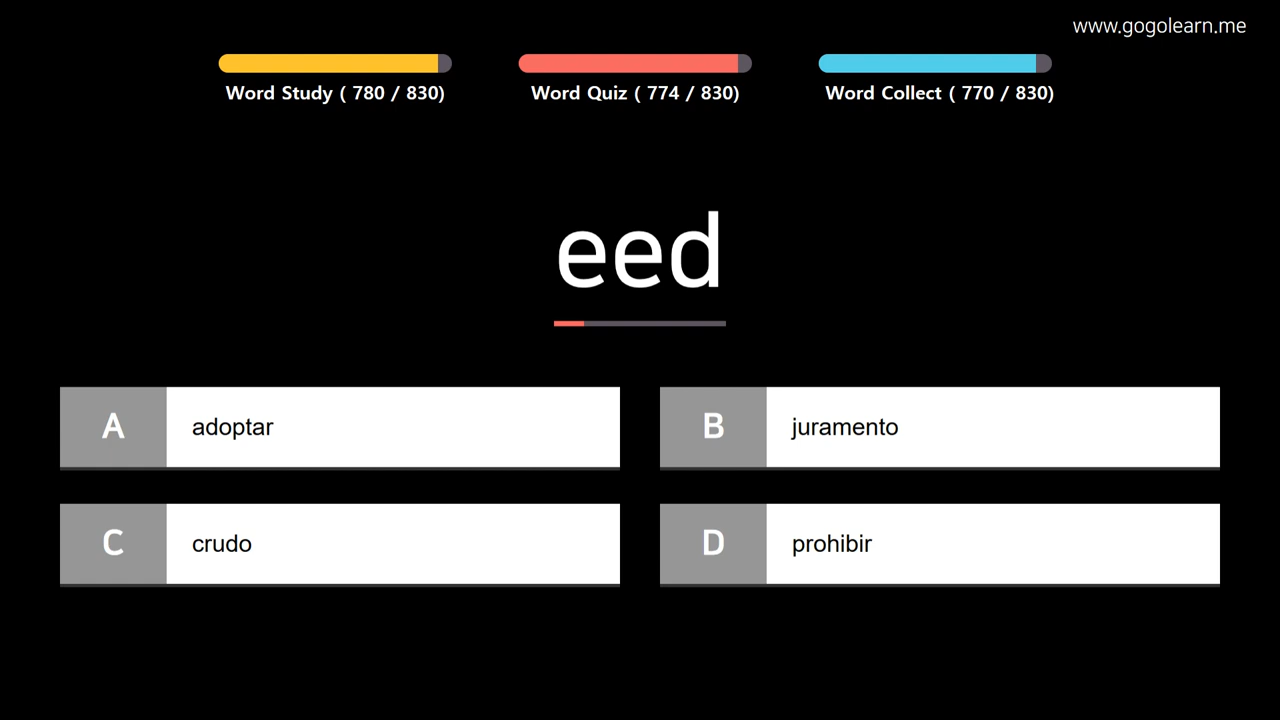 www.gogolearn.me
Word Study ( 780 / 830)
Word Quiz ( 774 / 830)
Word Collect ( 770 / 830)
eed
A adoptar
B juramento
C crudo
D prohibir